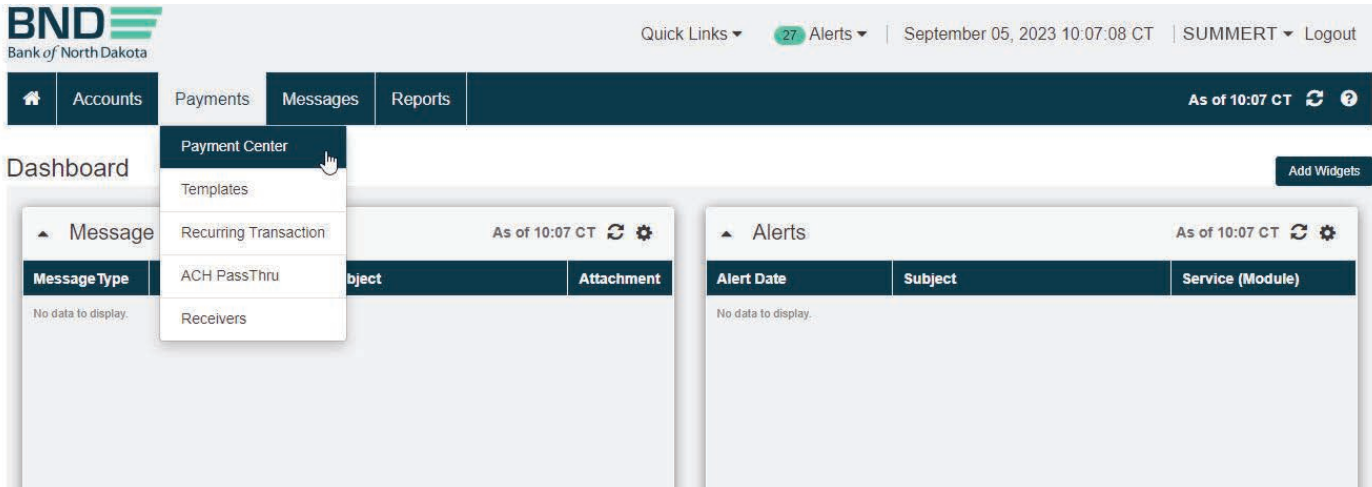 BND
Bank of North Dakota
Quick Links 27 Alerts September 05, 2023 10:07:08 CT SUMMERT Logout
Accounts Payments Messages Reports As of 10:07 CT
Payment Center
Dashboard
Add Widgets
Templates
Message As of 10:07 CT
Recurring Transaction
Alerts As of 10:07 CT
MessageType bject Attachment
ACH PassThru
Alert Date Subject Service (Module)
No data to display.
Receivers
No data to display.